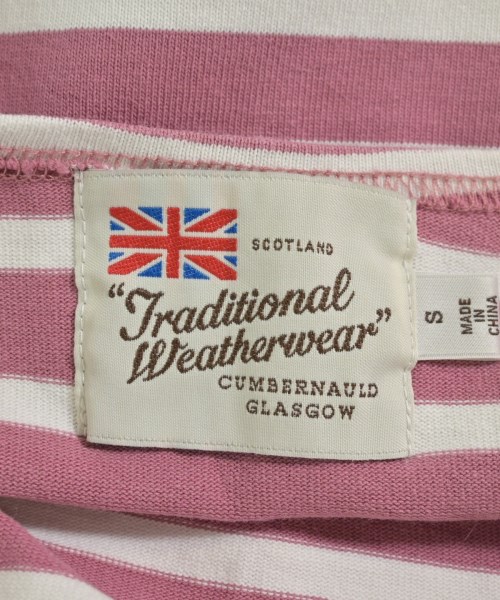 SCOTLAND
"Traditional
Weatherwear"
CUMBERNAULD
GLASGOW
S
MADE
IN
CHINA